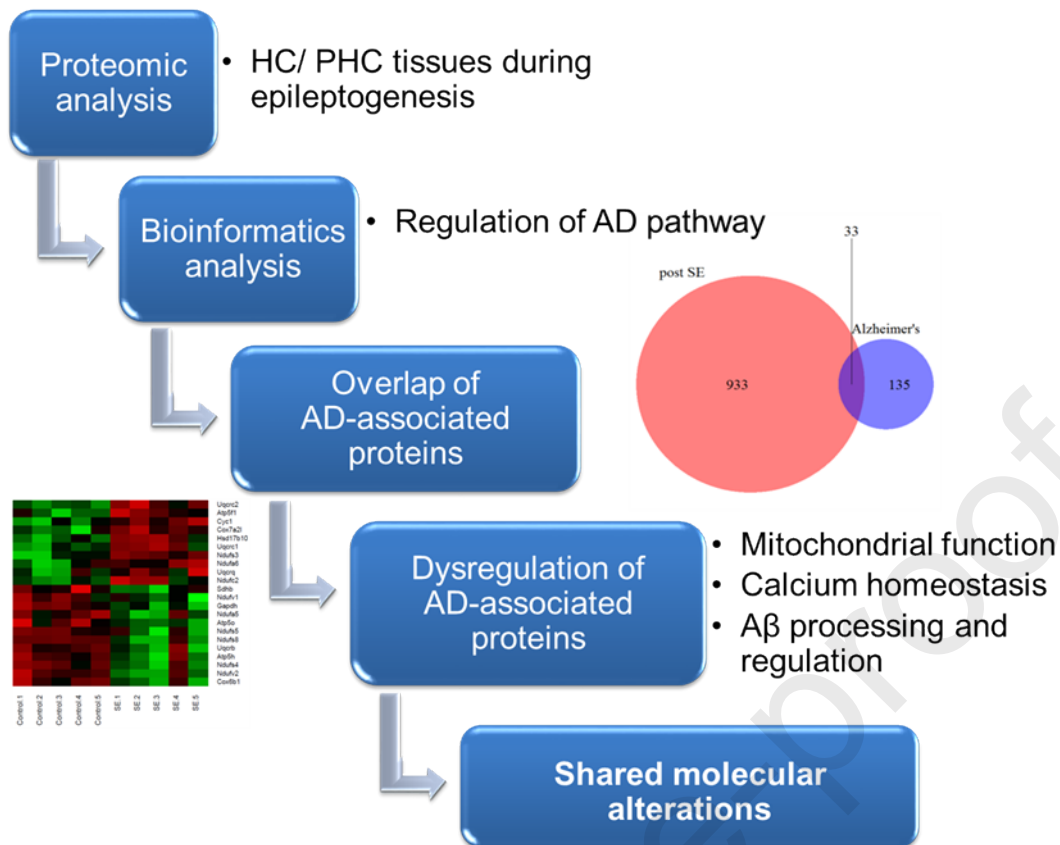 Proteomic
analysis
• HC/ PHC tissues during
epileptogenesis
Bioinformatics
analysis
• Regulation of AD pathway
33
post SE
Alzheimer's
933
135
Overlap of
AD-associated
proteins
Uqcrc2
Atp5f1
Cyc1
Cox7a2l
Hsd17b10
Uqcrc1
Ndufa3
Ndufa6
Uqcrq
Ndufc2
Sdhb
Ndufv1
Gapdh
Ndufa5
Atp5o
Ndufs5
Ndufs8
Uqcrb
Atp5h
Ndufs4
Ndufv2
Cox6b1
Control.1
Control.2
Control.3
Control.4
Control.5
SE.1
SE.2
SE.3
SE.4
SE.5
Dysregulation of
AD-associated
proteins
• Mitochondrial function
• Calcium homeostasis
• Aβ processing and
regulation
Shared molecular
alterations
e-proof